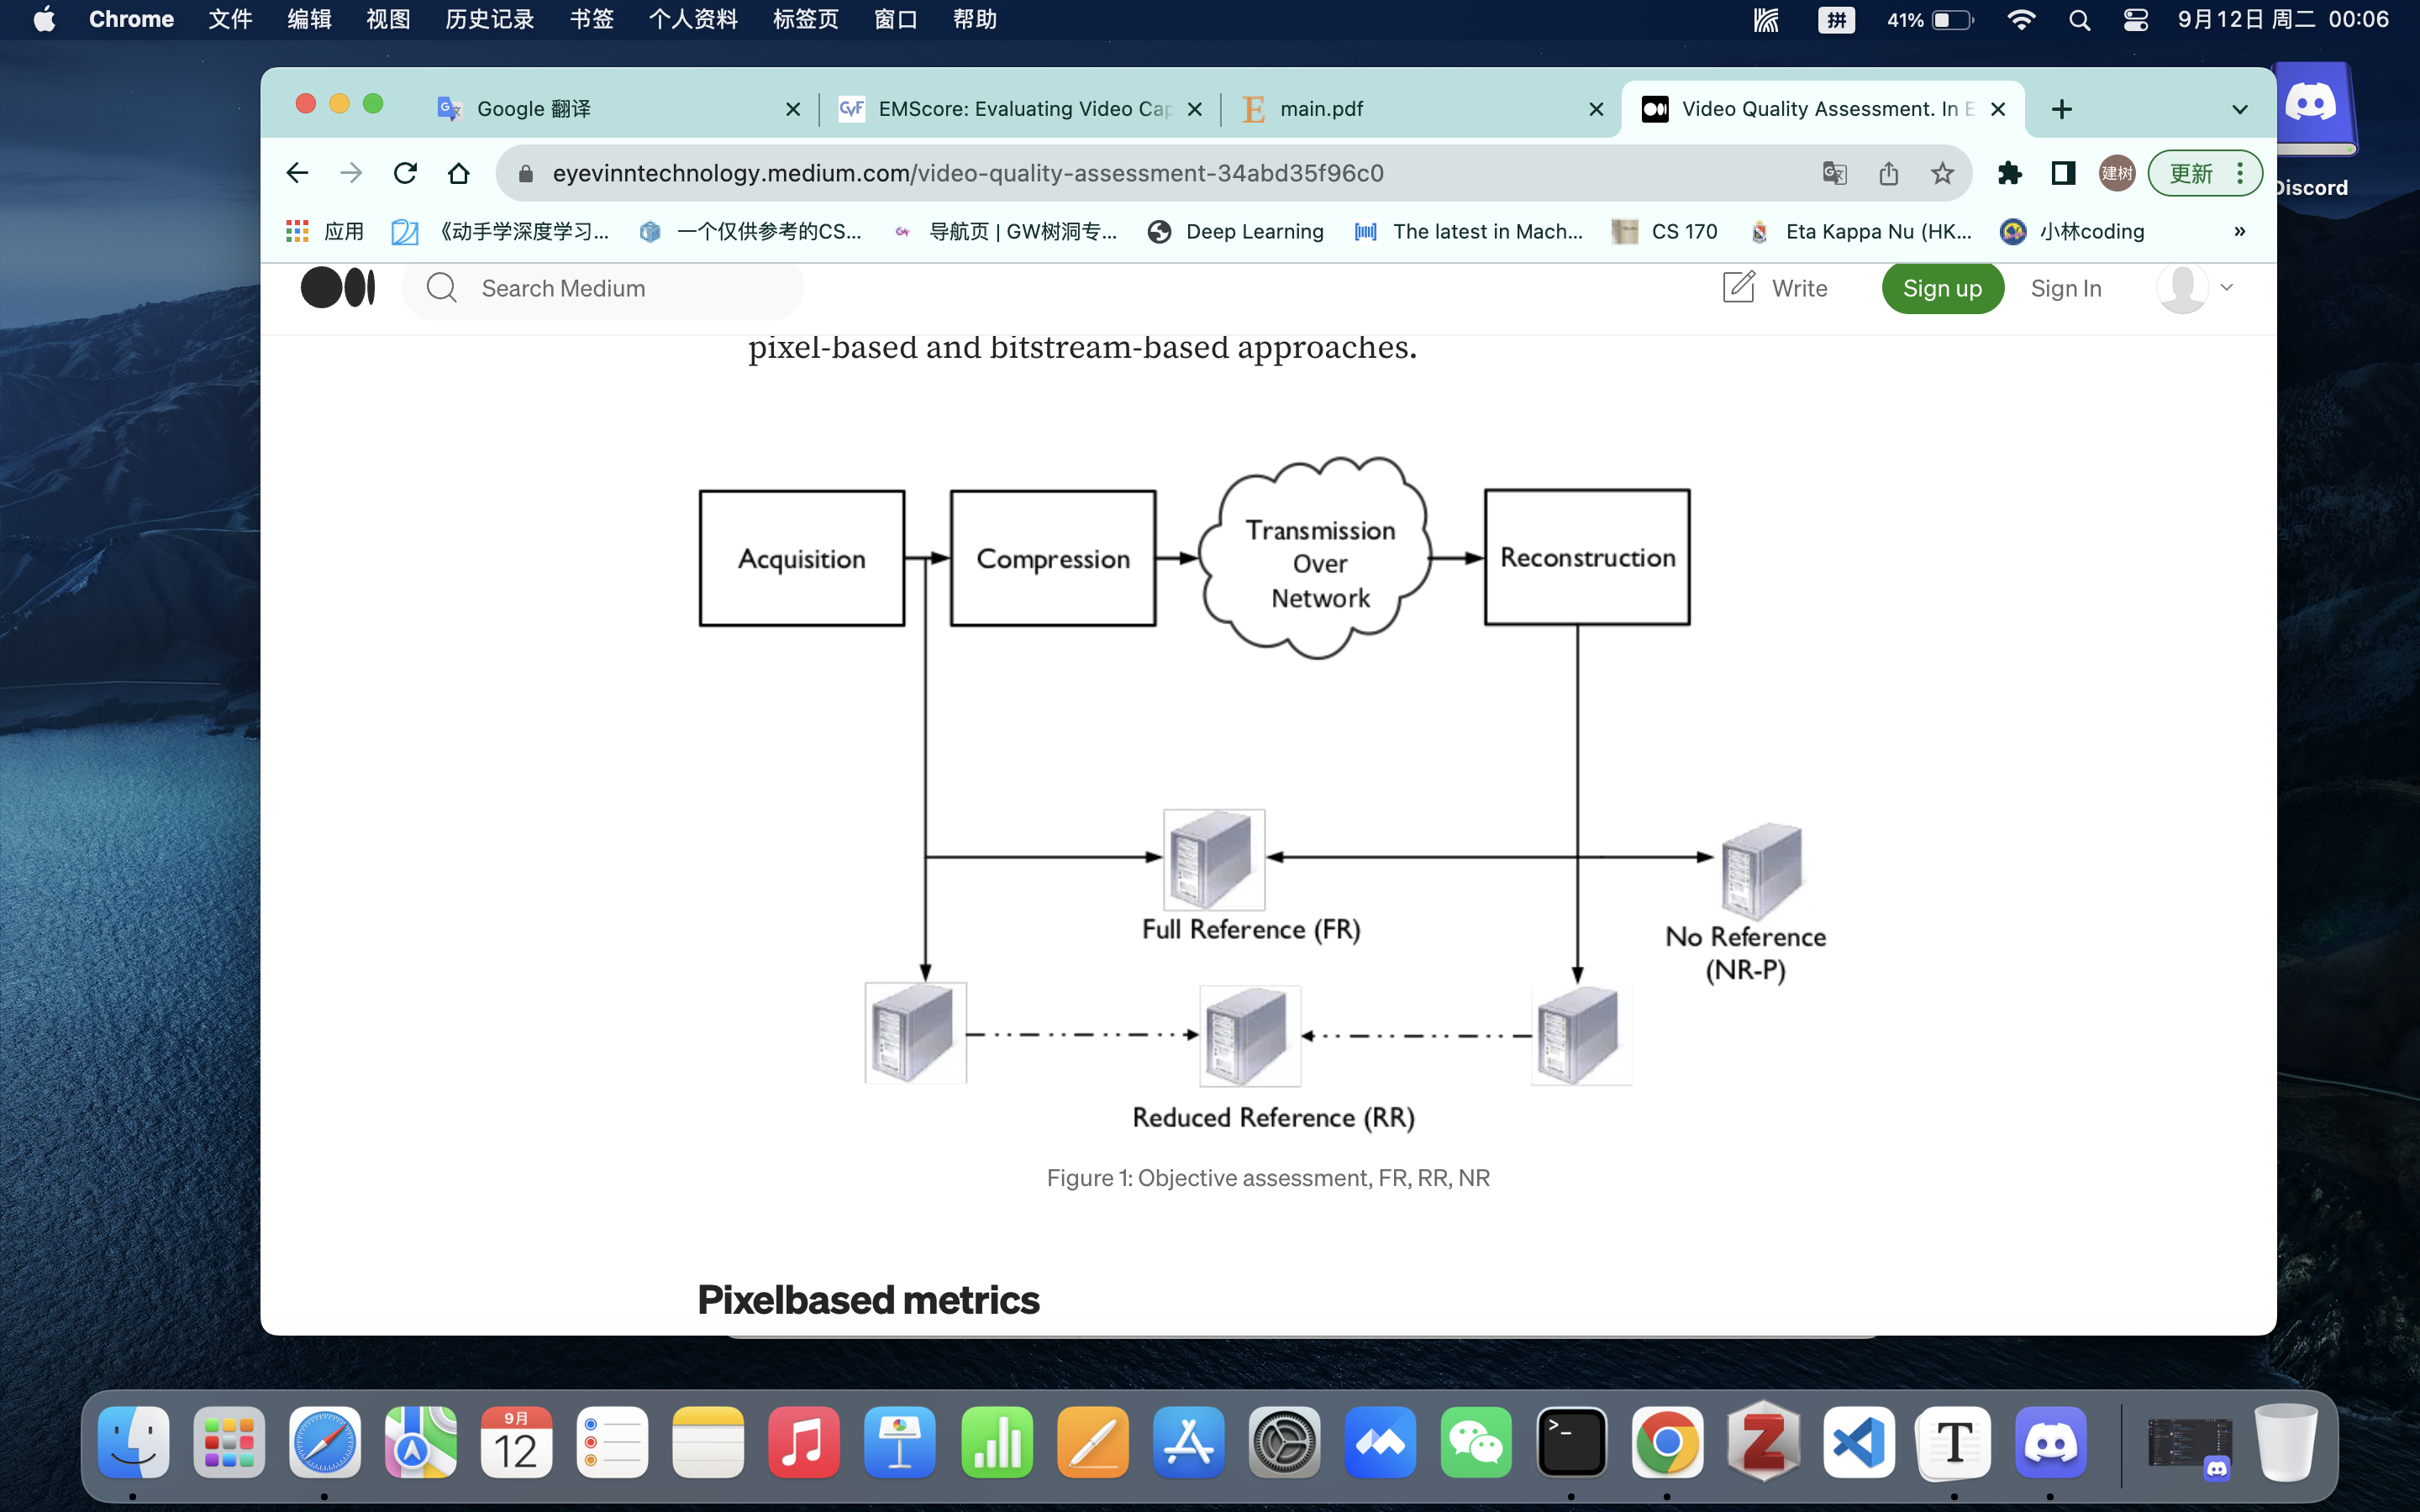 Chrome 文件 编辑 视图 历史记录 书签 个人资料 标签页 窗口 帮助 拼 41% 9月12日 周二 00:06
Google 翻译 EMScore: Evaluating Video Cap main.pdf Video Quality Assessment. In E
eyevinntechnology.medium.com/video-quality-assessment-34abd35f96c0 建树 更新
Discord
应用 《动手学深度学习... 一个仅供参考的CS... 导航页 | GW树洞专... Deep Learning The latest in Mach... CS 170 Eta Kappa Nu (HK... 小林coding »
Search Medium Write Sign up Sign In
pixel-based and bitstream-based approaches.
Acquisition
Compression
Transmission
Over
Network
Reconstruction
Full Reference (FR)
No Reference
(NR-P)
Reduced Reference (RR)
Figure 1: Objective assessment, FR, RR, NR
Pixelbased metrics
9月
12